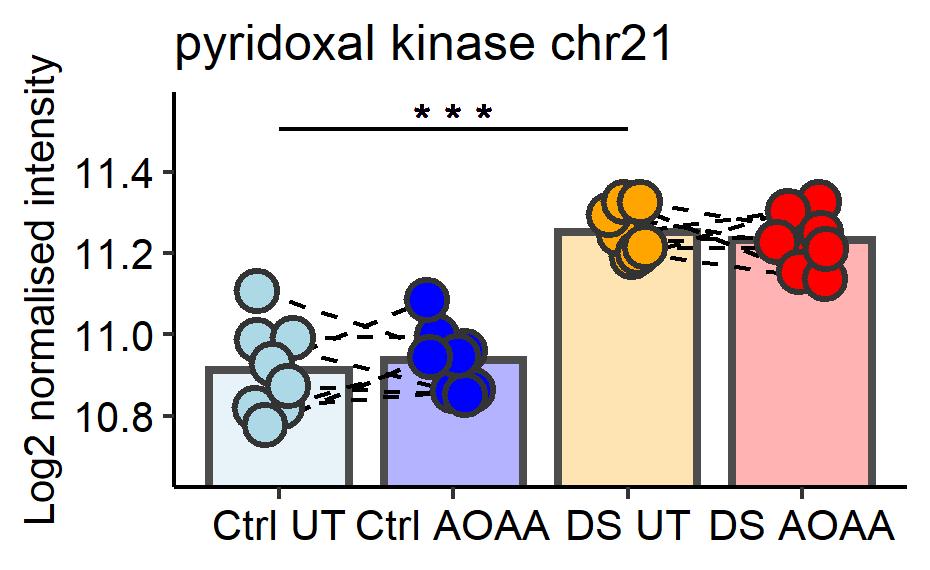 pyridoxal kinase chr21
***
Log2 normalised intensity
11.4
11.2
11.0
10.8
Ctrl UT Ctrl AOAA DS UT DS AOAA